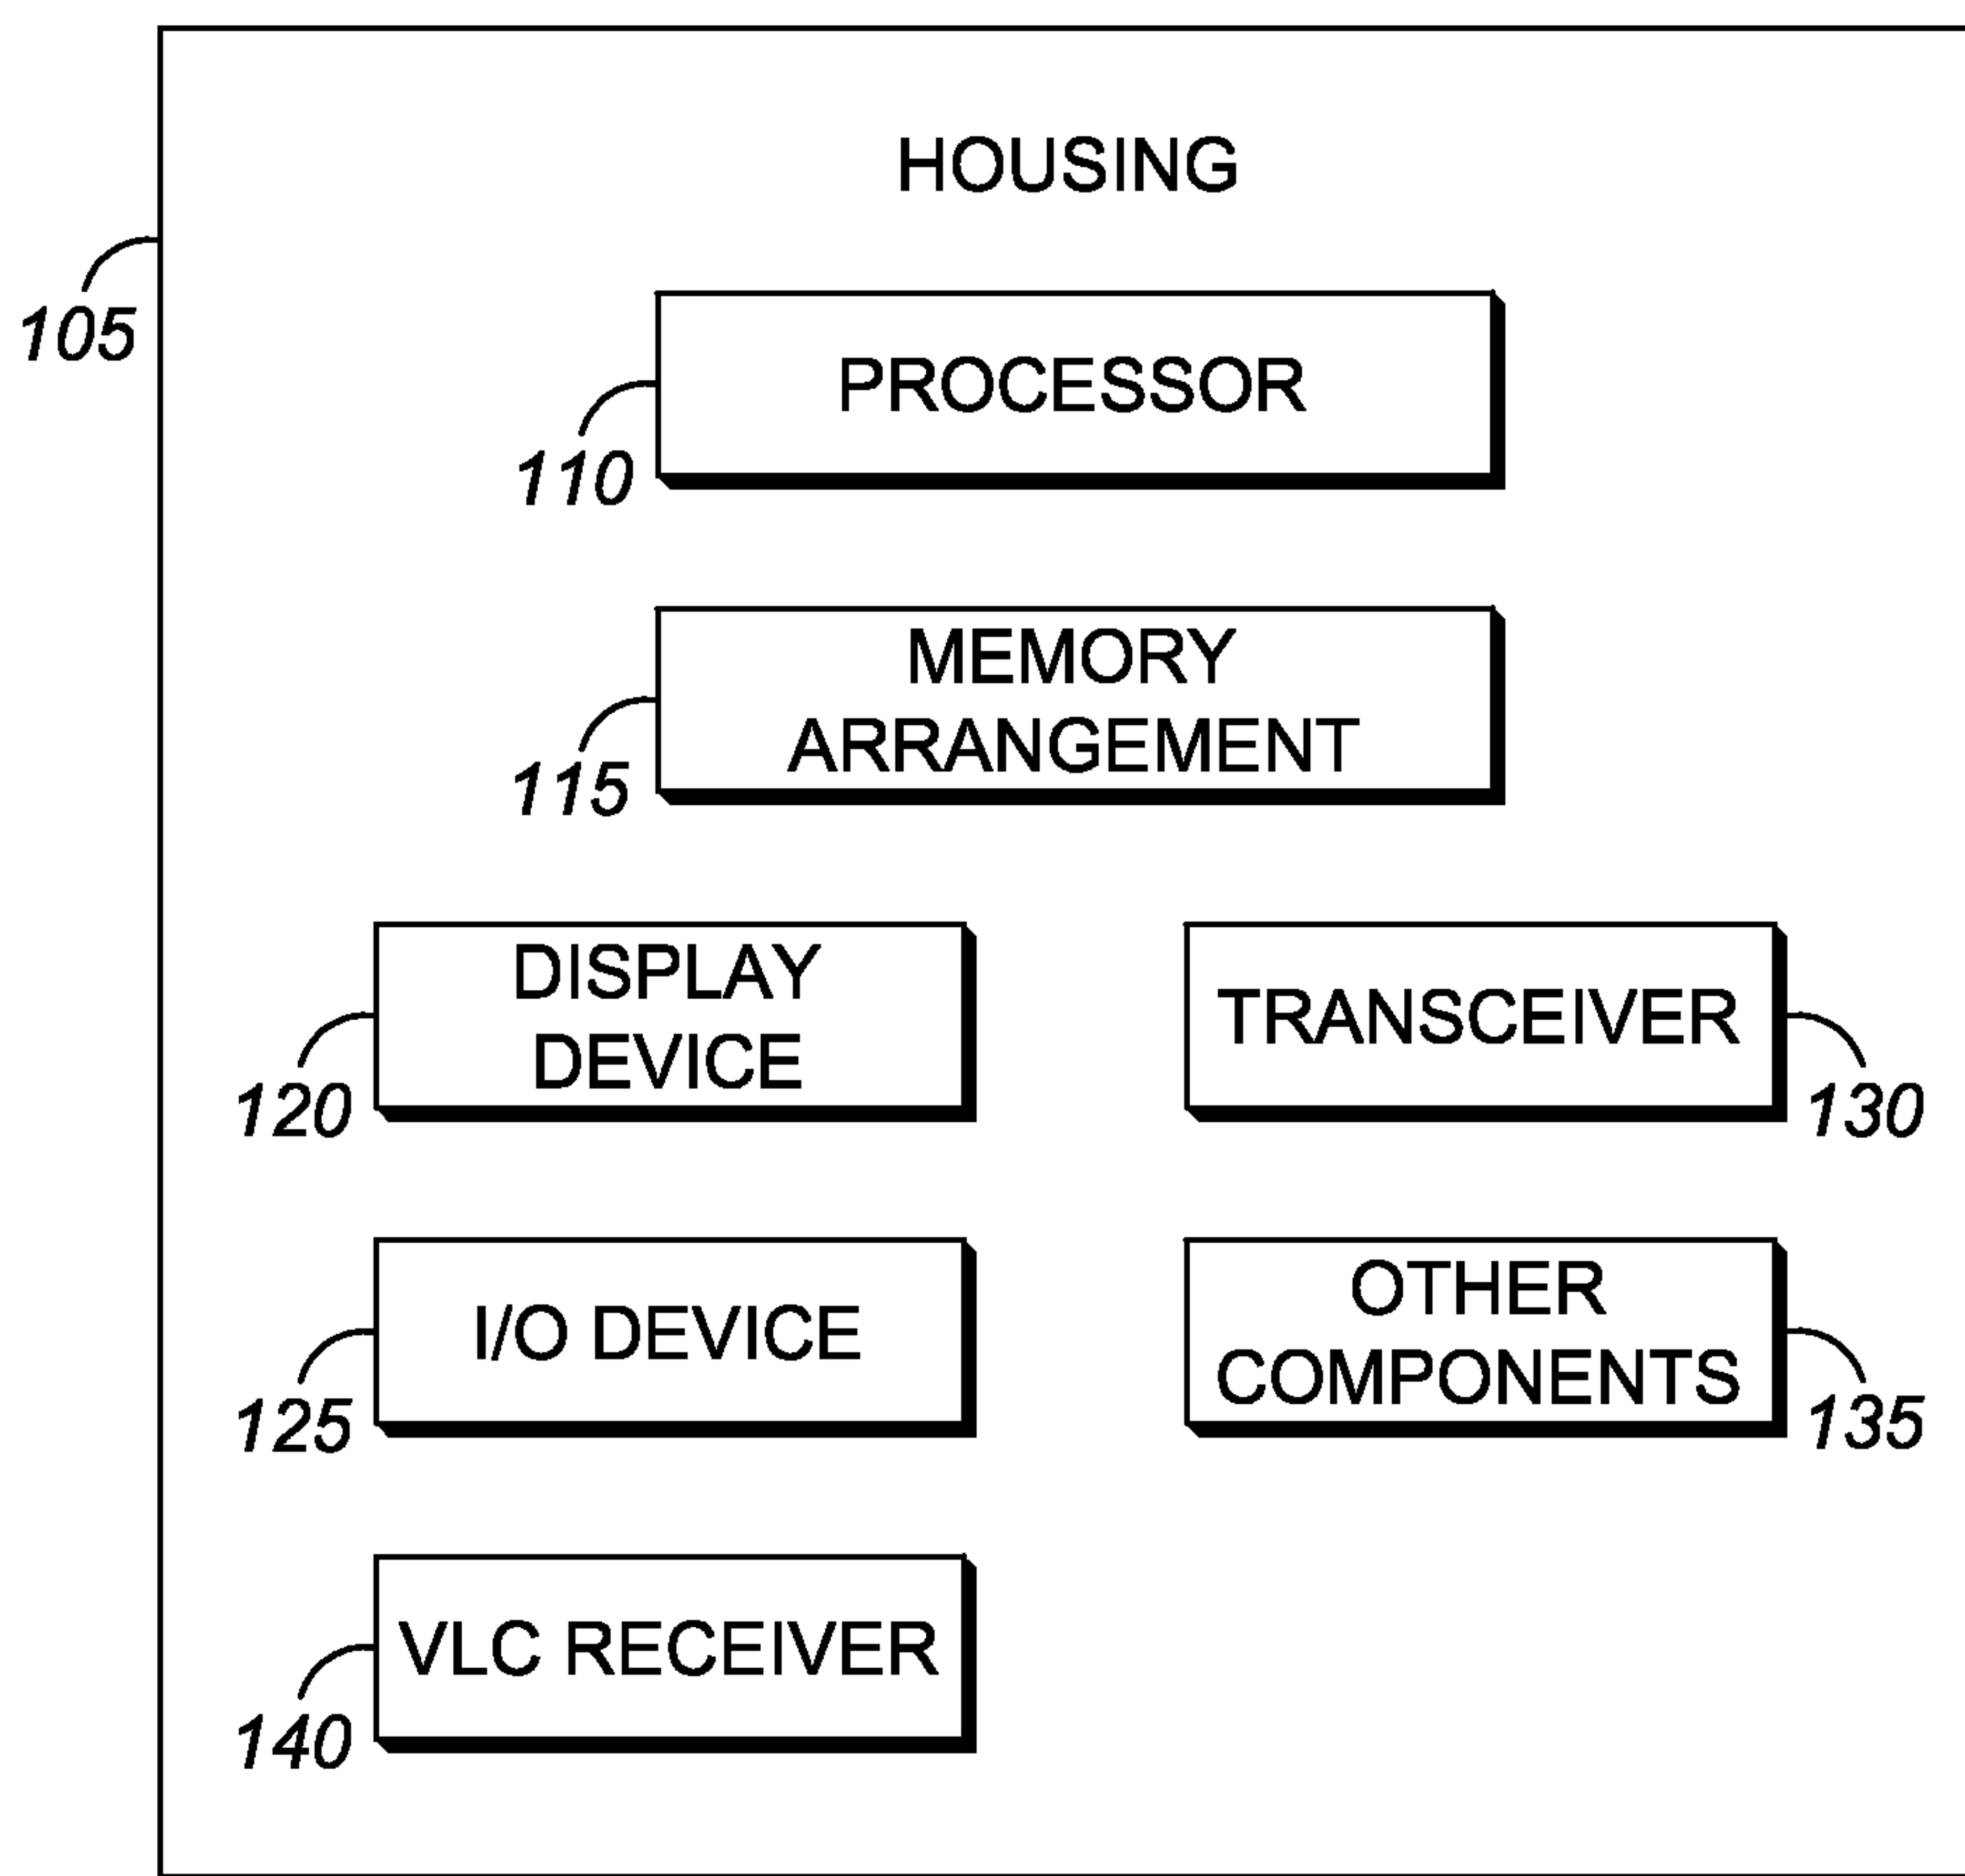 HOUSING
105
PROCESSOR
110
MEMORY
ARRANGEMENT
115
DISPLAY
DEVICE
120
TRANSCEIVER
130
I/O DEVICE
125
OTHER
COMPONENTS
135
VLC RECEIVER
140